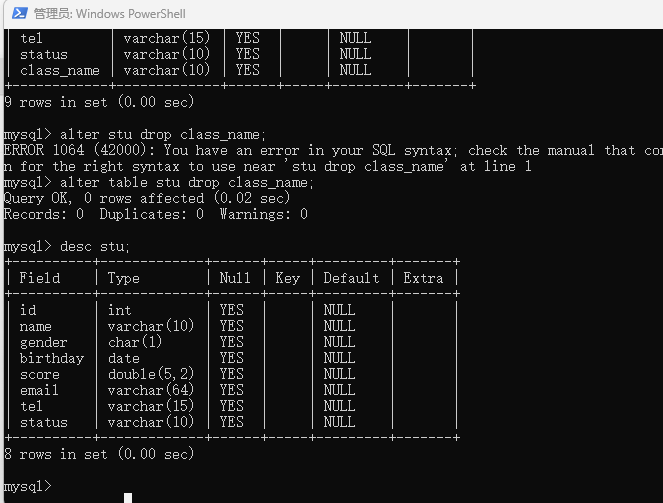 管理员: Windows PowerShell
| tel        | varchar(15) | YES  |     | NULL    |       |
| status     | varchar(10) | YES  |     | NULL    |       |
| class_name | varchar(10) | YES  |     | NULL    |       |
+------------+-------------+------+-----+---------+-------+
9 rows in set (0.00 sec)
mysql> alter stu drop class_name;
ERROR 1064 (42000): You have an error in your SQL syntax; check the manual that cor
n for the right syntax to use near 'stu drop class_name' at line 1
mysql> alter table stu drop class_name;
Query OK, 0 rows affected (0.02 sec)
Records: 0  Duplicates: 0  Warnings: 0
mysql> desc stu;
+----------+-------------+------+-----+---------+-------+
| Field    | Type        | Null | Key | Default | Extra |
+----------+-------------+------+-----+---------+-------+
| id       | int         | YES  |     | NULL    |       |
| name     | varchar(10) | YES  |     | NULL    |       |
| gender   | char(1)     | YES  |     | NULL    |       |
| birthday | date        | YES  |     | NULL    |       |
| score    | double(5,2) | YES  |     | NULL    |       |
| email    | varchar(64) | YES  |     | NULL    |       |
| tel      | varchar(15) | YES  |     | NULL    |       |
| status   | varchar(10) | YES  |     | NULL    |       |
+----------+-------------+------+-----+---------+-------+
8 rows in set (0.00 sec)
mysql>